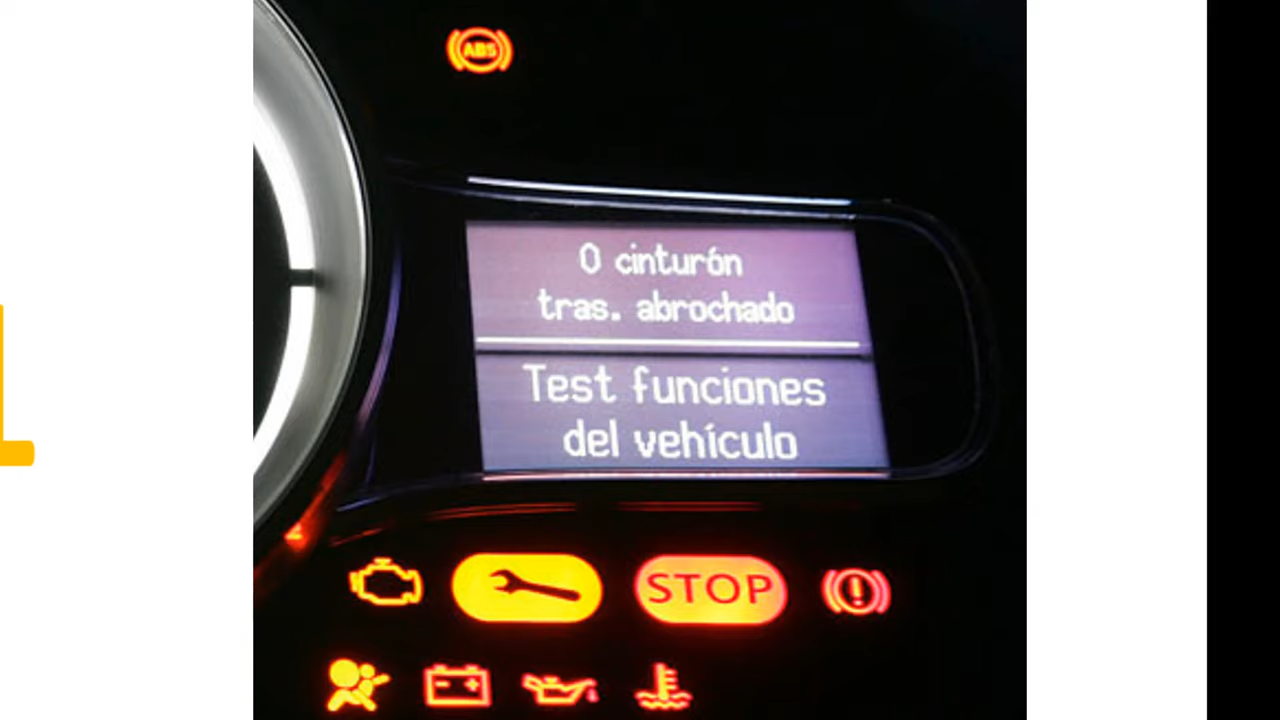 ABS
0 cinturón
tras. abrochado
Test funciones
del vehículo
STOP